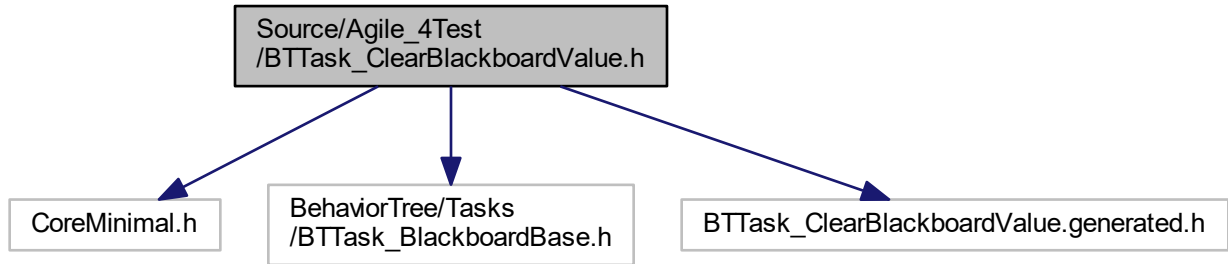 Source/Agile_4Test
/BTTask_ClearBlackboardValue.h
CoreMinimal.h
BehaviorTree/Tasks
/BTTask_BlackboardBase.h
BTTask_ClearBlackboardValue.generated.h